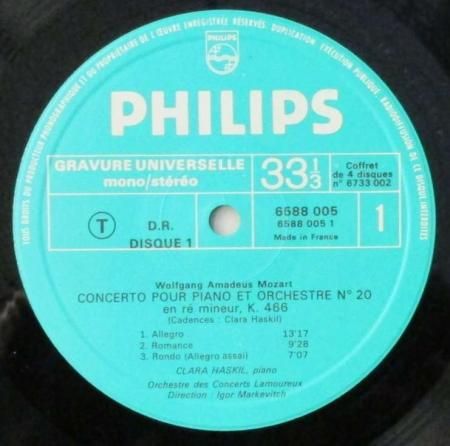 TOUS DROITS DU PRODUCTEUR PHONOGRAPHIQUE ET DU PROPRIÉTAIRE DE L'ŒUVRE ENREGISTRÉE RÉSERVÉS. DUPLICATION, EXÉCUTION PUBLIQUE, RADIODIFFUSION DE CE DISQUE INTERDITES
PHILIPS
PHILIPS
GRAVURE UNIVERSELLE
mono/stéréo
33 1/3
Coffret
de 4 disques
n° 6733 002
T
D.R.
DISQUE 1
6588 005
6588 005 1
Made in France
1
Wolfgang Amadeus Mozart
CONCERTO POUR PIANO ET ORCHESTRE N° 20
en ré mineur, K. 466
(Cadences : Clara Haskil)
1. Allegro 13'17
2. Romance 9'28
3. Rondo (Allegro assai) 7'07
CLARA HASKIL, piano
Orchestre des Concerts Lamoureux
Direction : Igor Markevitch